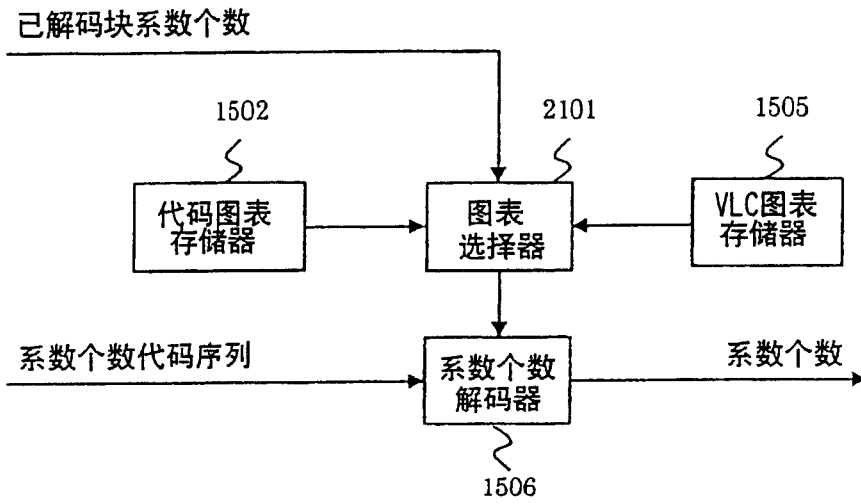 已解码块系数个数
1502
2101
1505
代码图表
存储器
图表
选择器
VLC图表
存储器
系数个数代码序列
系数个数
解码器
系数个数
1506